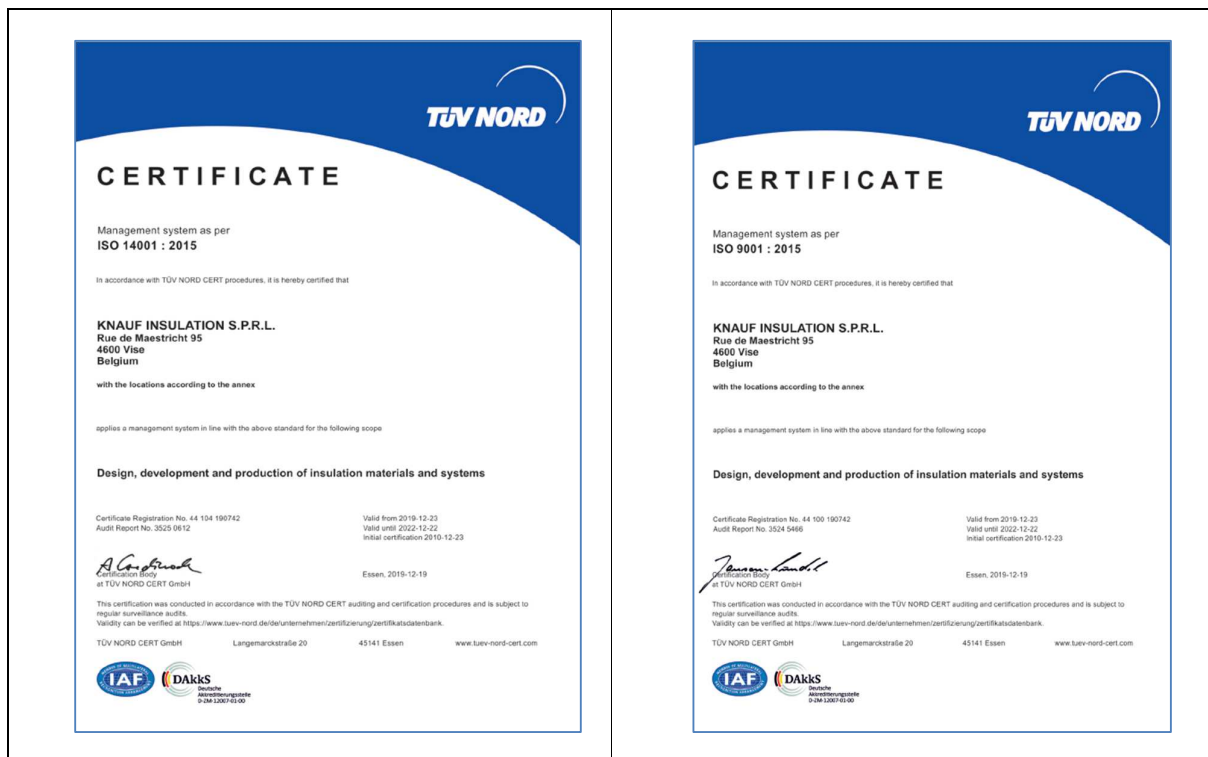 TÜV NORD
CERTIFICATE
Management system as per
ISO 14001 : 2015
In accordance with TÜV NORD CERT procedures, it is hereby certified that
KNAUF INSULATION S.P.R.L.
Rue de Maestricht 95
4600 Vise
Belgium
with the locations according to the annex
applies a management system in line with the above standard for the following scope
Design, development and production of insulation materials and systems
Certificate Registration No. 44 104 190742
Audit Report No. 3525 0612
Valid from 2019-12-23
Valid until 2022-12-22
Initial certification 2010-12-23
Certification Body
at TÜV NORD CERT GmbH
Essen, 2019-12-19
This certification was conducted in accordance with the TÜV NORD CERT auditing and certification procedures and is subject to
regular surveillance audits.
Validity can be verified at https://www.tuev-nord.de/de/unternehmen/zertifizierung/zertifikatsdatenbank.
TÜV NORD CERT GmbH Langemarckstraße 20 45141 Essen www.tuev-nord-cert.com
IAF
DAkkS
Deutsche
Akkreditierungsstelle
D-ZM-12007-01-00
TÜV NORD
CERTIFICATE
Management system as per
ISO 9001 : 2015
In accordance with TÜV NORD CERT procedures, it is hereby certified that
KNAUF INSULATION S.P.R.L.
Rue de Maestricht 95
4600 Vise
Belgium
with the locations according to the annex
applies a management system in line with the above standard for the following scope
Design, development and production of insulation materials and systems
Certificate Registration No. 44 100 190742
Audit Report No. 3524 5466
Valid from 2019-12-23
Valid until 2022-12-22
Initial certification 2010-12-23
Certification Body
at TÜV NORD CERT GmbH
Essen, 2019-12-19
This certification was conducted in accordance with the TÜV NORD CERT auditing and certification procedures and is subject to
regular surveillance audits.
Validity can be verified at https://www.tuev-nord.de/de/unternehmen/zertifizierung/zertifikatsdatenbank.
TÜV NORD CERT GmbH Langemarckstraße 20 45141 Essen www.tuev-nord-cert.com
IAF
DAkkS
Deutsche
Akkreditierungsstelle
D-ZM-12007-01-00